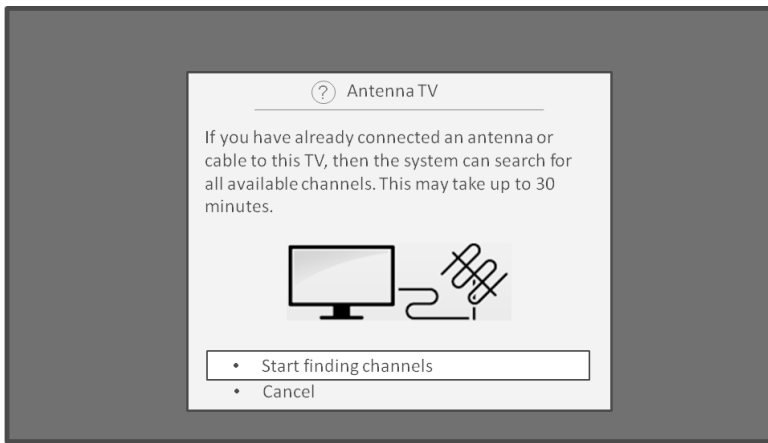 ? Antenna TV
If you have already connected an antenna or
cable to this TV, then the system can search for
all available channels. This may take up to 30
minutes.
• Start finding channels
• Cancel